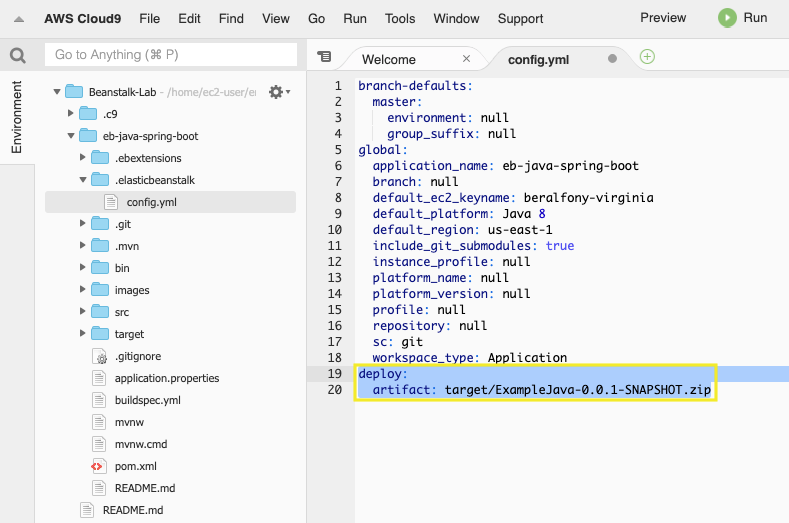 AWS Cloud9 File Edit Find View Go Run Tools Window Support Preview Run
Go to Anything (⌘ P)
Environment
Beanstalk-Lab - /home/ec2-user/
.c9
eb-java-spring-boot
.ebextensions
.elasticbeanstalk
config.yml
.git
.mvn
bin
images
src
target
.gitignore
application.properties
buildspec.yml
mvnw
mvnw.cmd
pom.xml
README.md
README.md
Welcome × config.yml
1 branch-defaults:
2   master:
3     environment: null
4     group_suffix: null
5 global:
6   application_name: eb-java-spring-boot
7   branch: null
8   default_ec2_keyname: beralfony-virginia
9   default_platform: Java 8
10   default_region: us-east-1
11   include_git_submodules: true
12   instance_profile: null
13   platform_name: null
14   platform_version: null
15   profile: null
16   repository: null
17   sc: git
18   workspace_type: Application
19 deploy:
20   artifact: target/ExampleJava-0.0.1-SNAPSHOT.zip